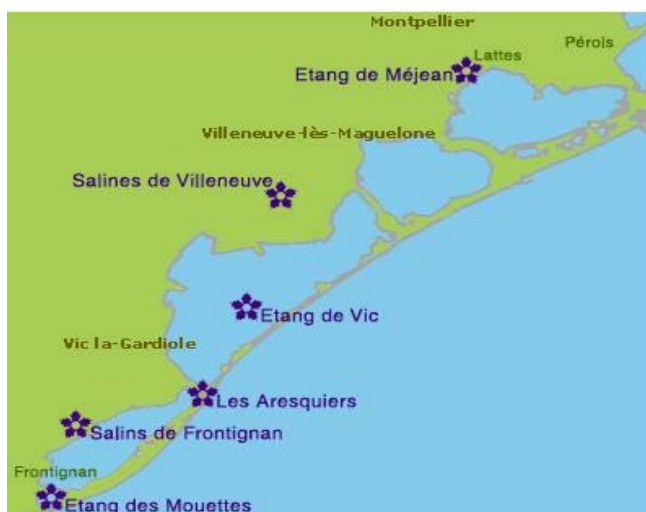 Montpellier
Lattes
Pérols
Etang de Méjean
Villeneuve-lès-Maguelone
Salines de Villeneuve
Etang de Vic
Vic la-Gardiole
Les Aresquiers
Salins de Frontignan
Frontignan
Etang des Mouettes